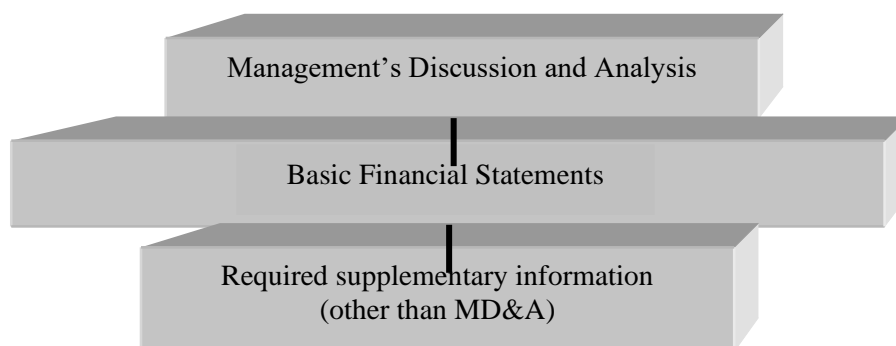 Management’s Discussion and Analysis
Basic Financial Statements
Required supplementary information
(other than MD&A)